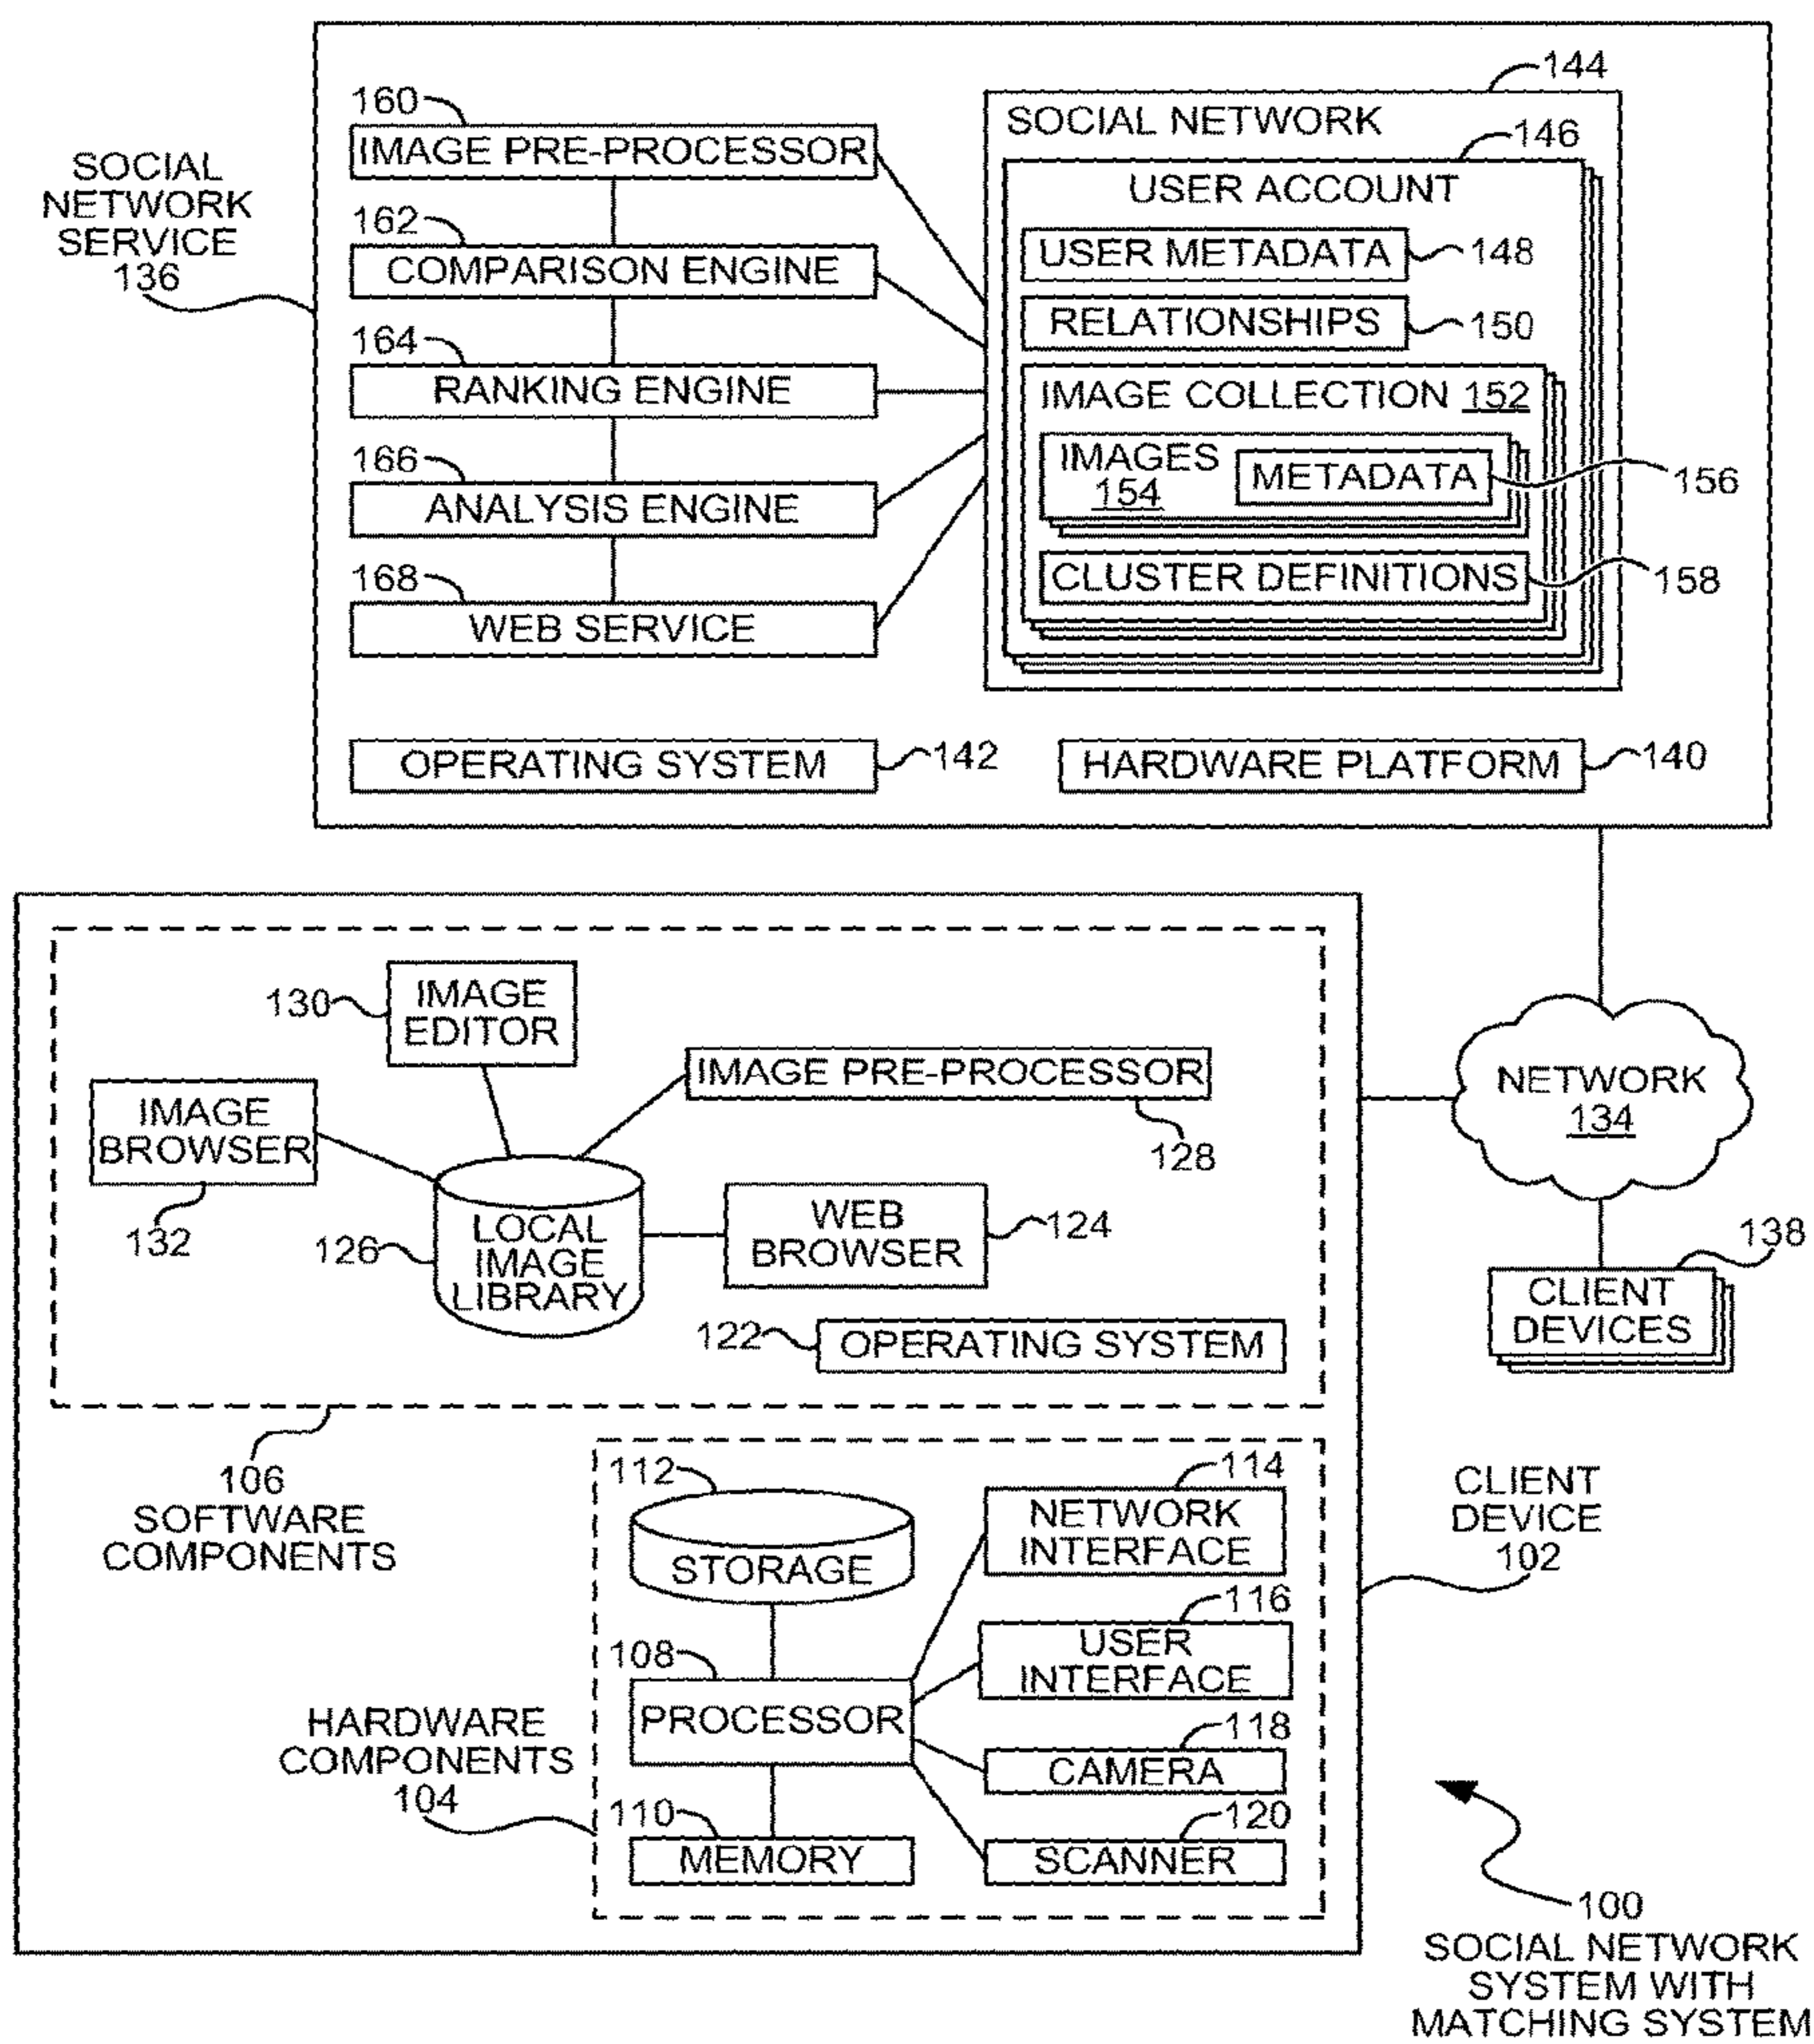 144
160
SOCIAL NETWORK
146
IMAGE PRE-PROCESSOR
SOCIAL
NETWORK
SERVICE
136
USER ACCOUNT
162
USER METADATA
148
COMPARISON ENGINE
RELATIONSHIPS
150
164
RANKING ENGINE
IMAGE COLLECTION 152
166
IMAGES
154
METADATA
156
ANALYSIS ENGINE
168
CLUSTER DEFINITIONS
158
WEB SERVICE
OPERATING SYSTEM
142
HARDWARE PLATFORM
140
130
IMAGE
EDITOR
IMAGE PRE-PROCESSOR
128
NETWORK
134
IMAGE
BROWSER
132
126
LOCAL
IMAGE
LIBRARY
WEB
BROWSER
124
138
CLIENT
DEVICES
122
OPERATING SYSTEM
106
SOFTWARE
COMPONENTS
112
STORAGE
114
NETWORK
INTERFACE
CLIENT
DEVICE
102
116
USER
INTERFACE
108
PROCESSOR
HARDWARE
COMPONENTS
104
118
CAMERA
110
MEMORY
120
SCANNER
100
SOCIAL NETWORK
SYSTEM WITH
MATCHING SYSTEM